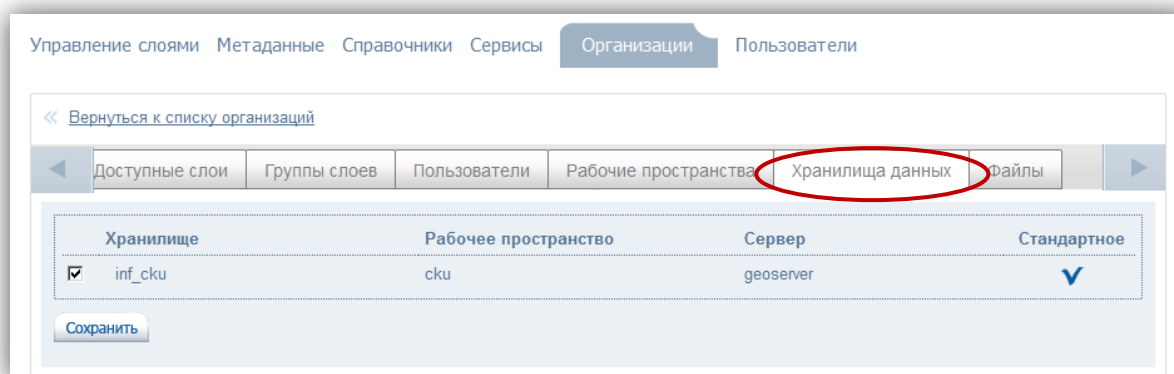 Управление слоями Метаданные Справочники Сервисы Организации Пользователи
« Вернуться к списку организаций
Доступные слои Группы слоев Пользователи Рабочие пространства Хранилища данных Файлы
Хранилище Рабочее пространство Сервер Стандартное
inf_cku cku geoserver
Сохранить